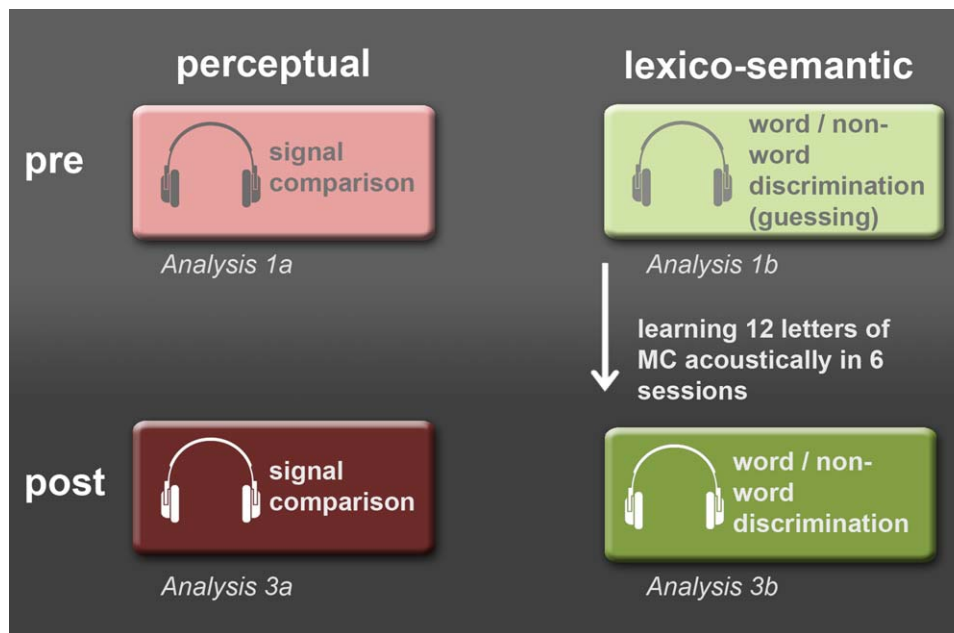 perceptual
lexico-semantic
pre
signal
comparison
word / non-
word
discrimination
(guessing)
Analysis 1a
Analysis 1b
learning 12 letters of
MC acoustically in 6
sessions
post
signal
comparison
word / non-
word
discrimination
Analysis 3a
Analysis 3b